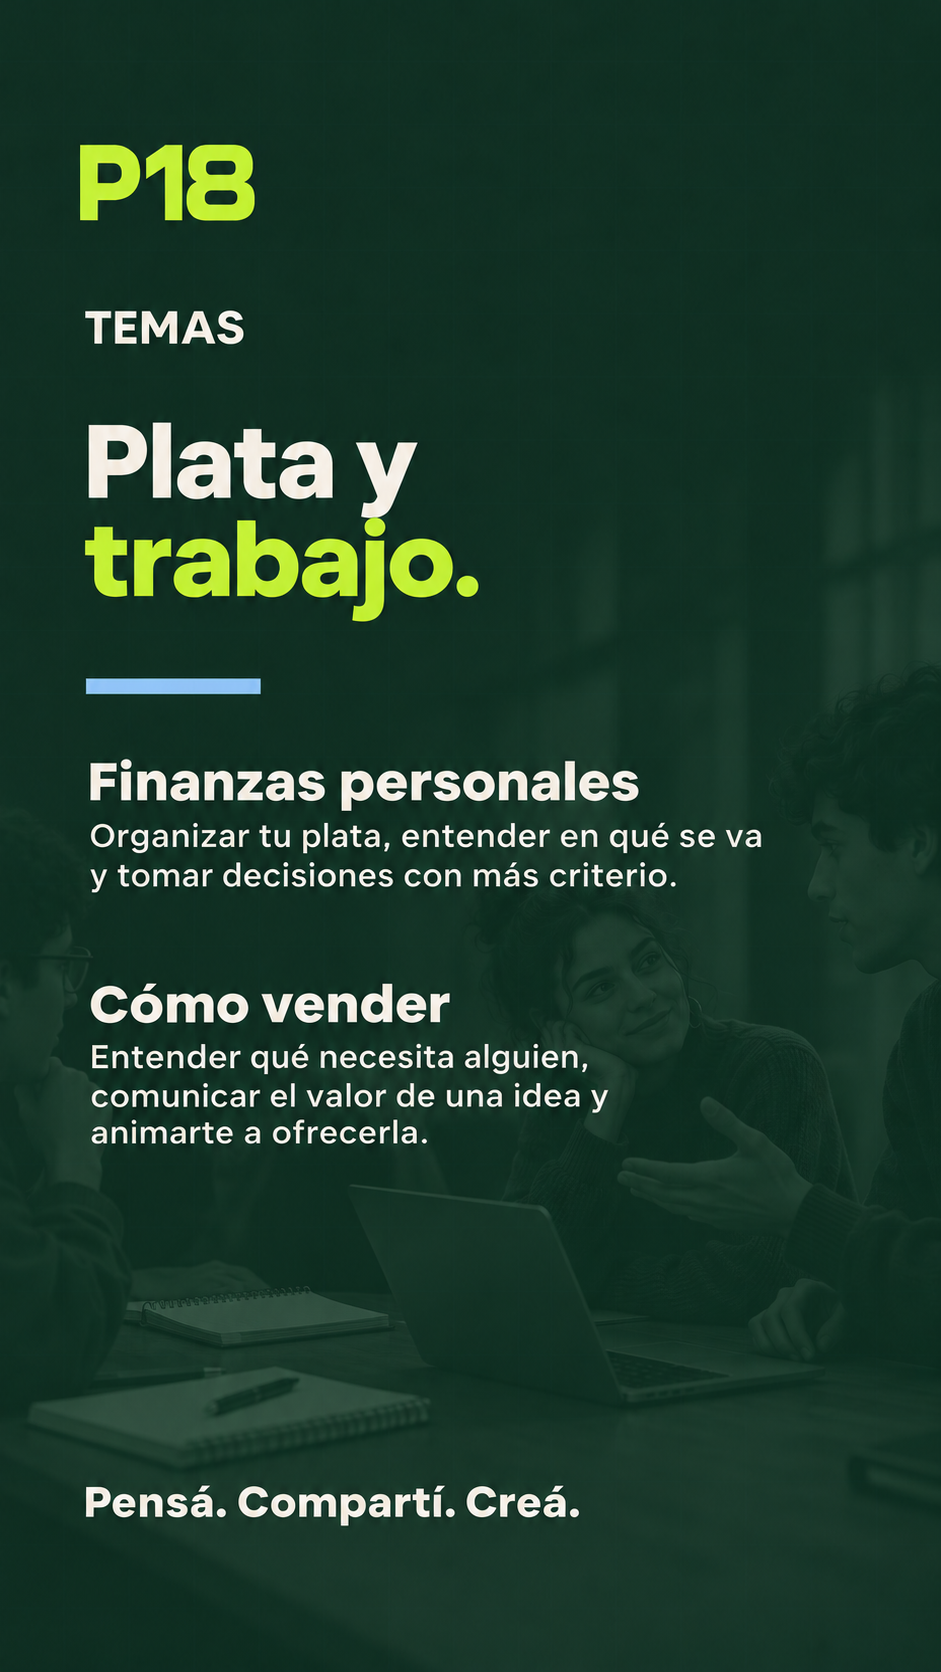 P18
TEMAS
Plata y
trabajo.
Finanzas personales
Organizar tu plata, entender en qué se va
y tomar decisiones con más criterio.
Cómo vender
Entender qué necesita alguien,
comunicar el valor de una idea y
animarte a ofrecerla.
Pensá. Compartí. Creá.